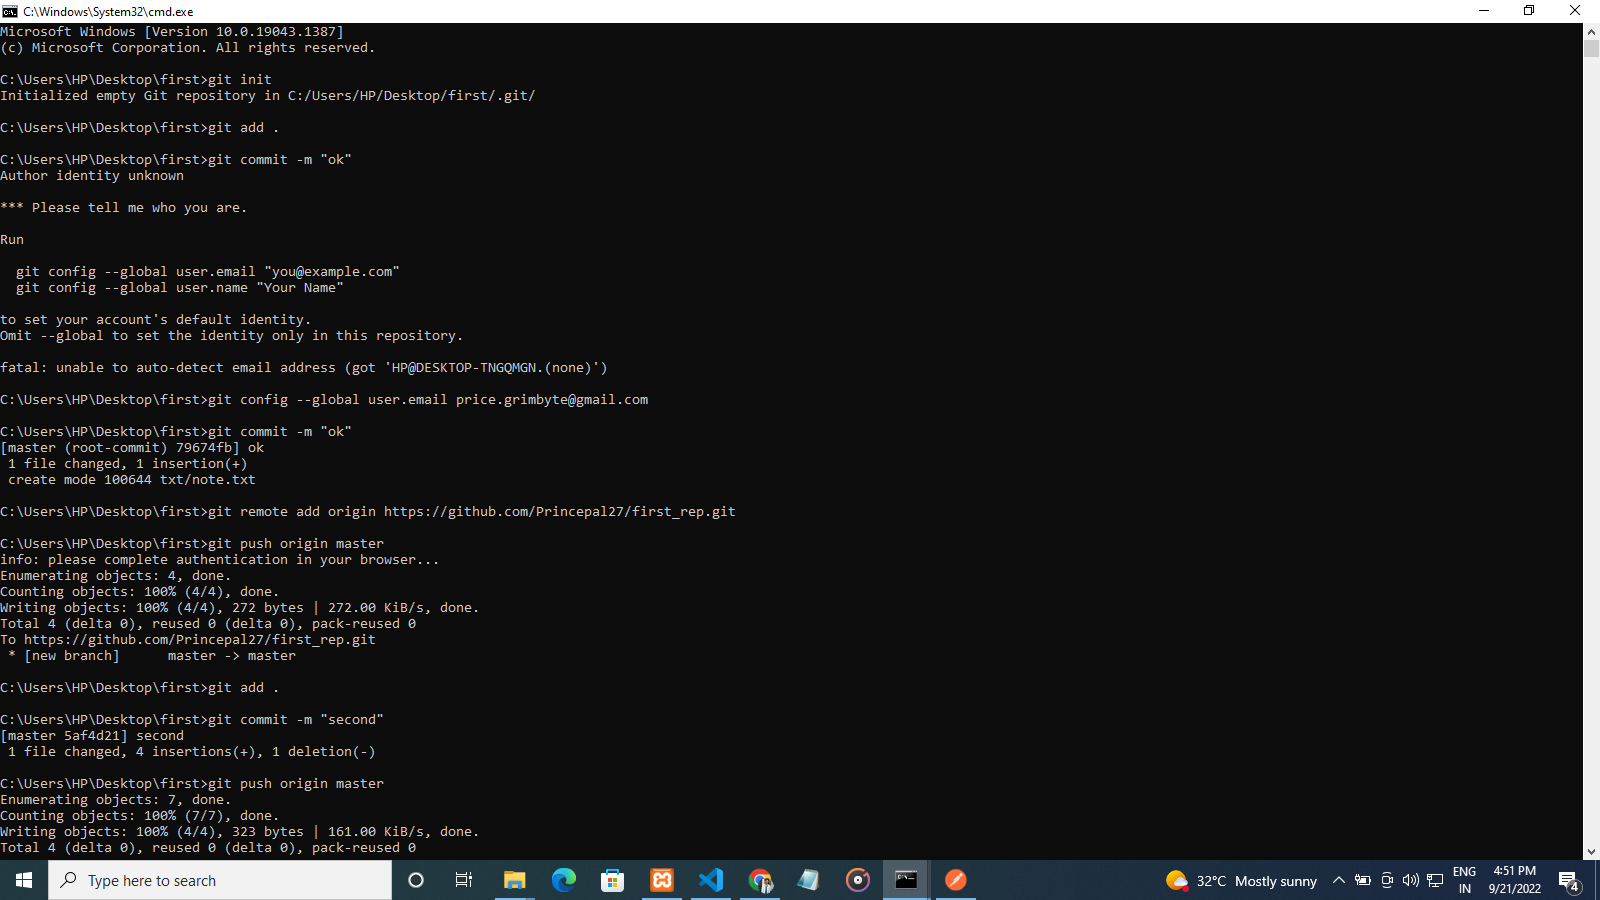 C:\Windows\System32\cmd.exe
Microsoft Windows [Version 10.0.19043.1387]
(c) Microsoft Corporation. All rights reserved.
C:\Users\HP\Desktop\first>git init
Initialized empty Git repository in C:/Users/HP/Desktop/first/.git/
C:\Users\HP\Desktop\first>git add .
C:\Users\HP\Desktop\first>git commit -m "ok"
Author identity unknown
*** Please tell me who you are.
Run
git config --global user.email "you@example.com"
git config --global user.name "Your Name"
to set your account's default identity.
Omit --global to set the identity only in this repository.
fatal: unable to auto-detect email address (got 'HP@DESKTOP-TNGQMGN.(none)')
C:\Users\HP\Desktop\first>git config --global user.email price.grimbyte@gmail.com
C:\Users\HP\Desktop\first>git commit -m "ok"
[master (root-commit) 79674fb] ok
1 file changed, 1 insertion(+)
create mode 100644 txt/note.txt
C:\Users\HP\Desktop\first>git remote add origin https://github.com/Princepal27/first_rep.git
C:\Users\HP\Desktop\first>git push origin master
info: please complete authentication in your browser...
Enumerating objects: 4, done.
Counting objects: 100% (4/4), done.
Writing objects: 100% (4/4), 272 bytes | 272.00 KiB/s, done.
Total 4 (delta 0), reused 0 (delta 0), pack-reused 0
To https://github.com/Princepal27/first_rep.git
* [new branch]      master -> master
C:\Users\HP\Desktop\first>git add .
C:\Users\HP\Desktop\first>git commit -m "second"
[master 5af4d21] second
1 file changed, 4 insertions(+), 1 deletion(-)
C:\Users\HP\Desktop\first>git push origin master
Enumerating objects: 7, done.
Counting objects: 100% (7/7), done.
Writing objects: 100% (4/4), 323 bytes | 161.00 KiB/s, done.
Total 4 (delta 0), reused 0 (delta 0), pack-reused 0
Type here to search
32°C Mostly sunny
ENG
IN
4:51 PM
9/21/2022
4